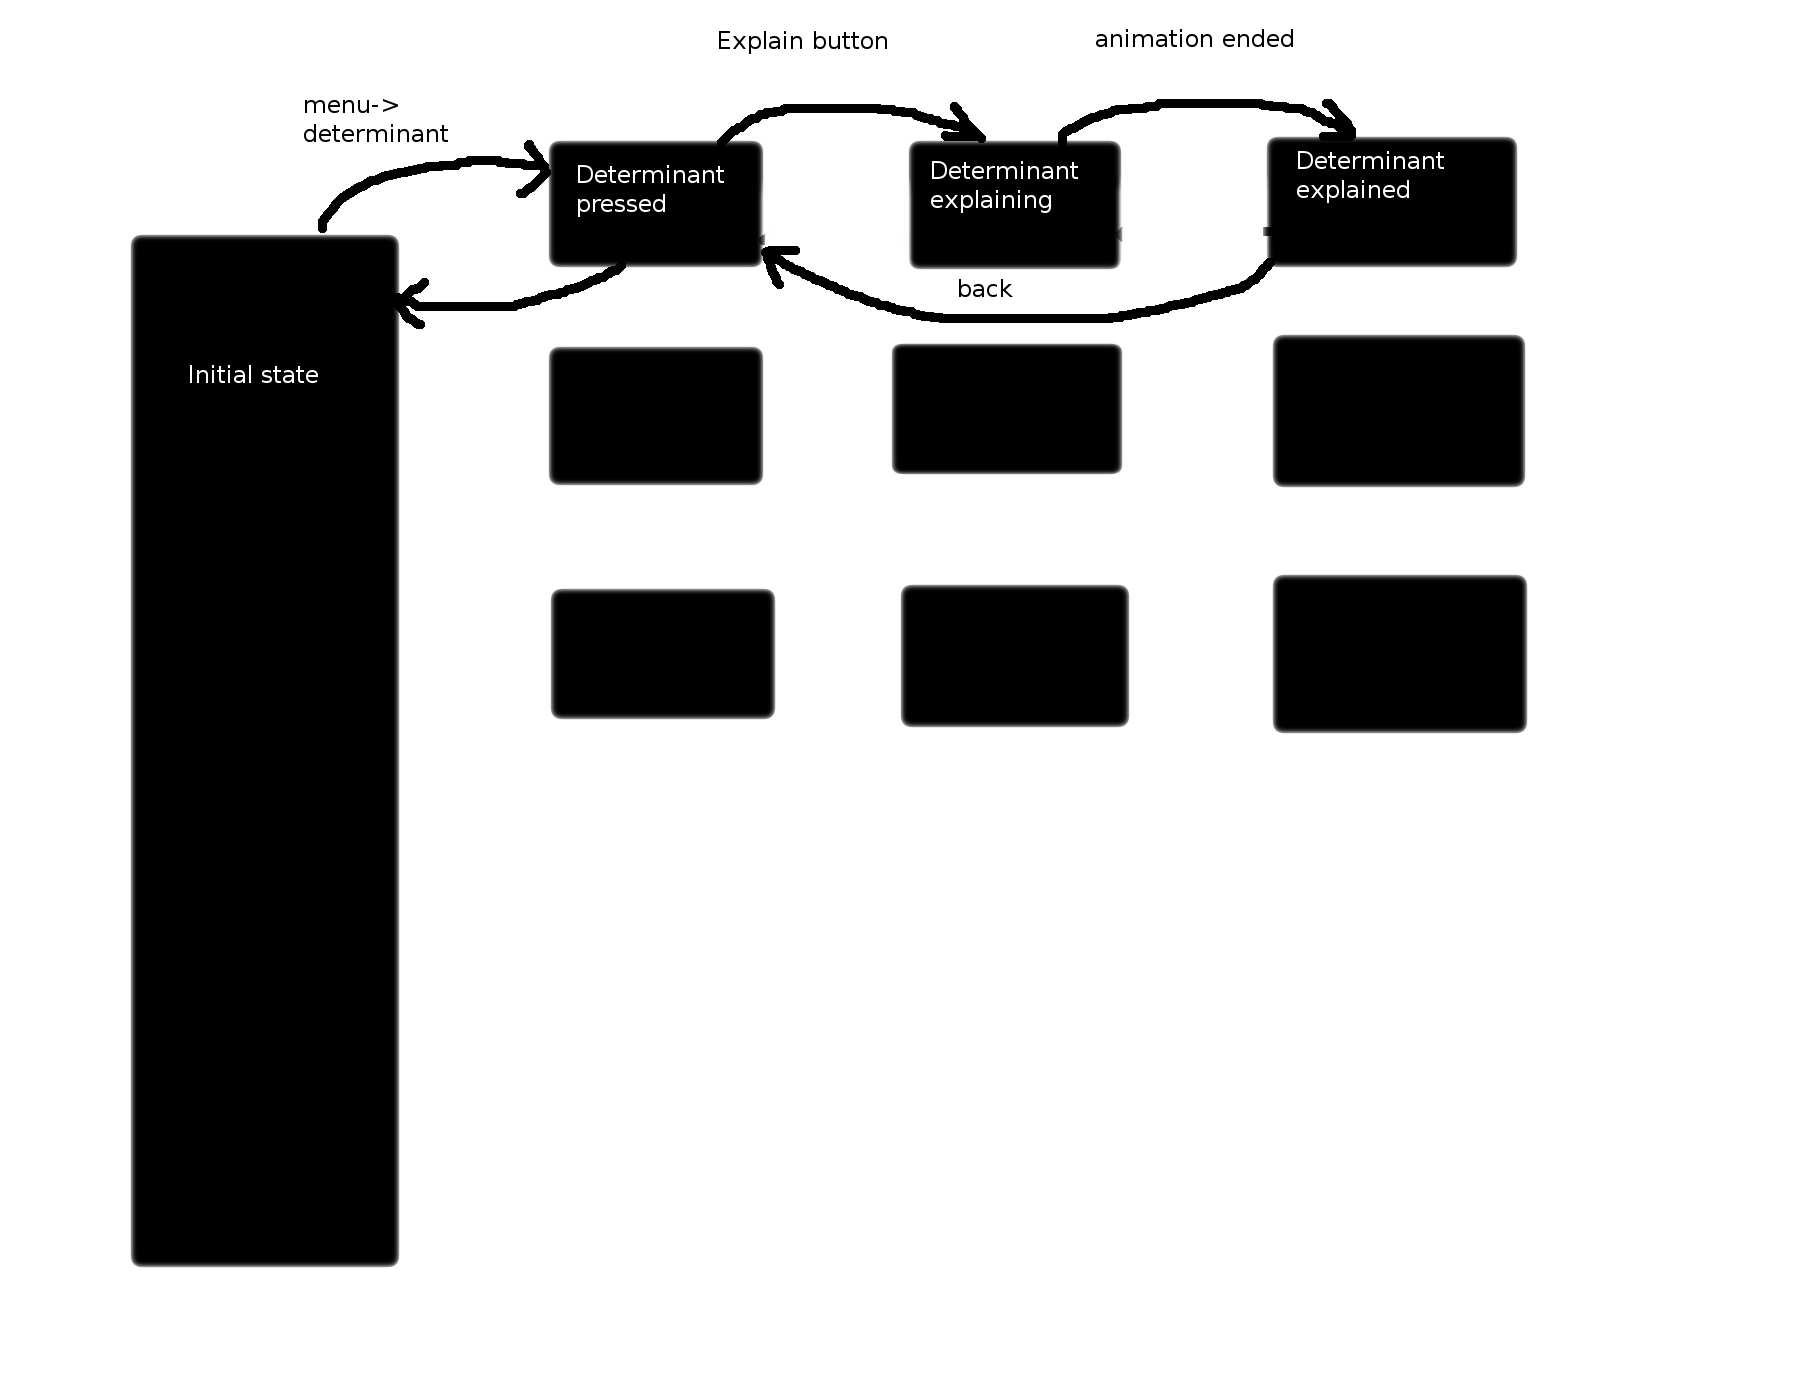 Explain button
animation ended
menu->
determinant
Determinant
pressed
Determinant
explaining
Determinant
explained
back
Initial state